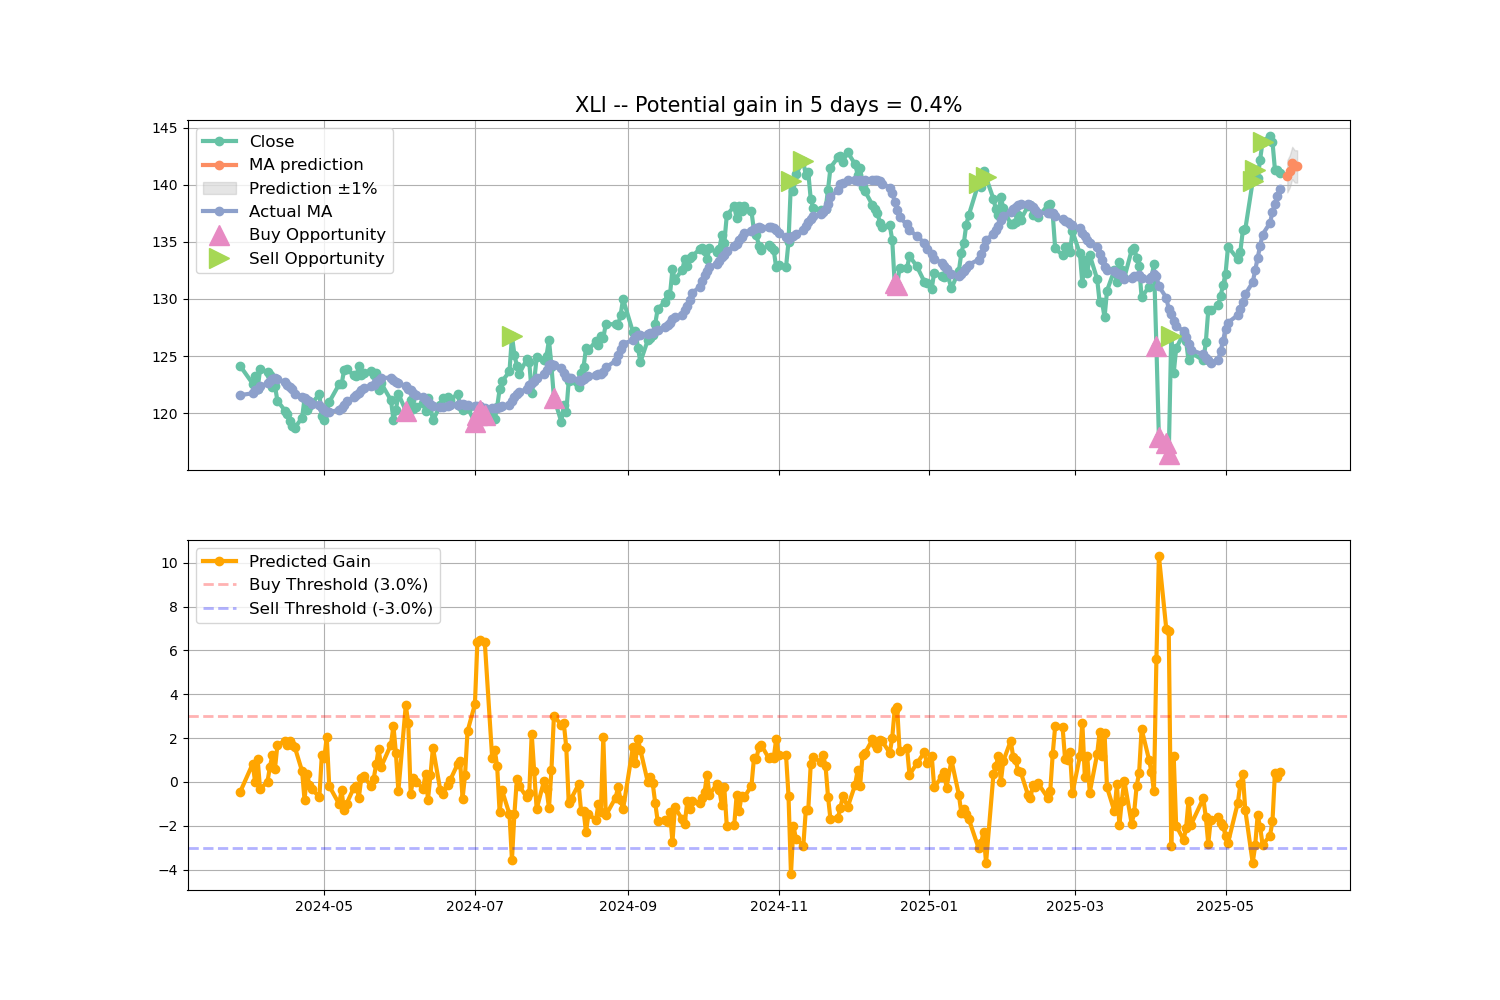 XLI -- Potential gain in 5 days = 0.4%
145
140
135
130
125
120
Close
MA prediction
Prediction ±1%
Actual MA
Buy Opportunity
Sell Opportunity
10
8
6
4
2
0
−2
−4
Predicted Gain
Buy Threshold (3.0%)
Sell Threshold (-3.0%)
2024-05
2024-07
2024-09
2024-11
2025-01
2025-03
2025-05